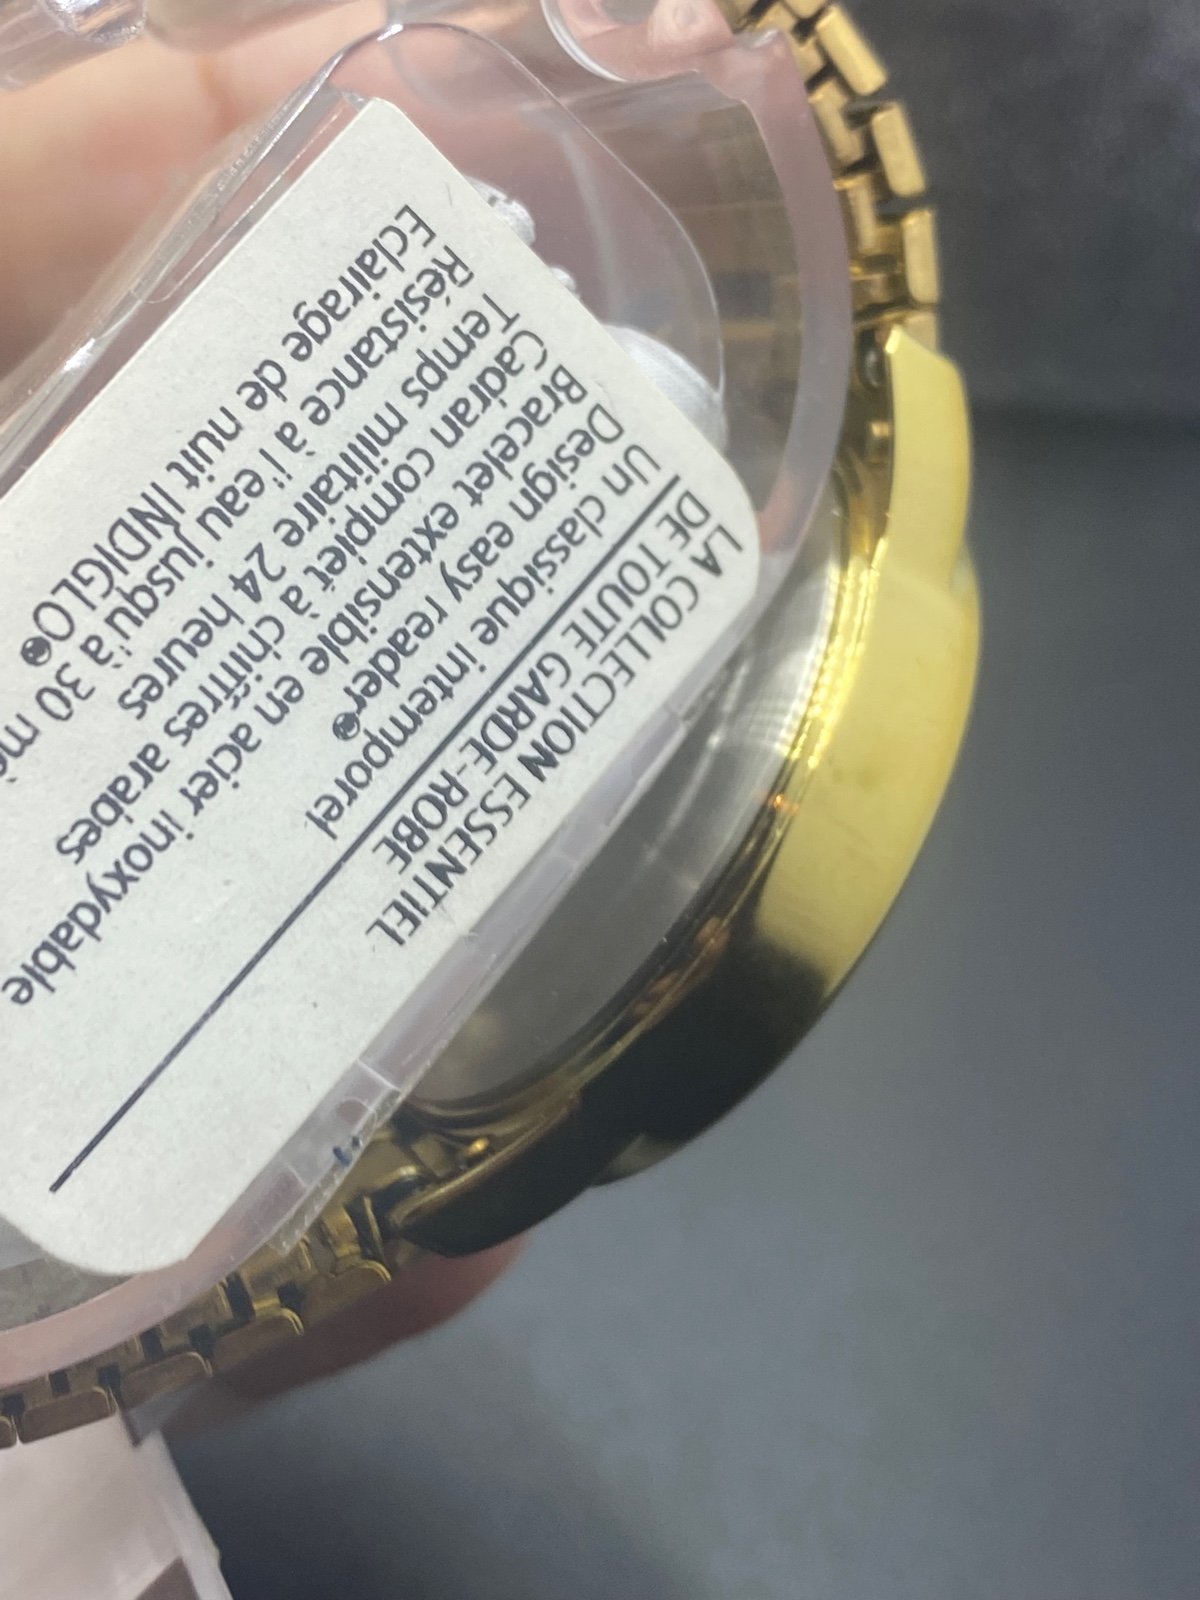 LA COLLECTION ESSENTIEL
DE TOUTE GARDE-ROBE
Un classique intemporel
Design easy reader®
Bracelet extensible en acier inoxydable
Cadran complet à chiffres arabes
Temps militaire 24 heures
Résistance à l'eau jusqu'à 30
Eclairage de nuit INDIGLO®